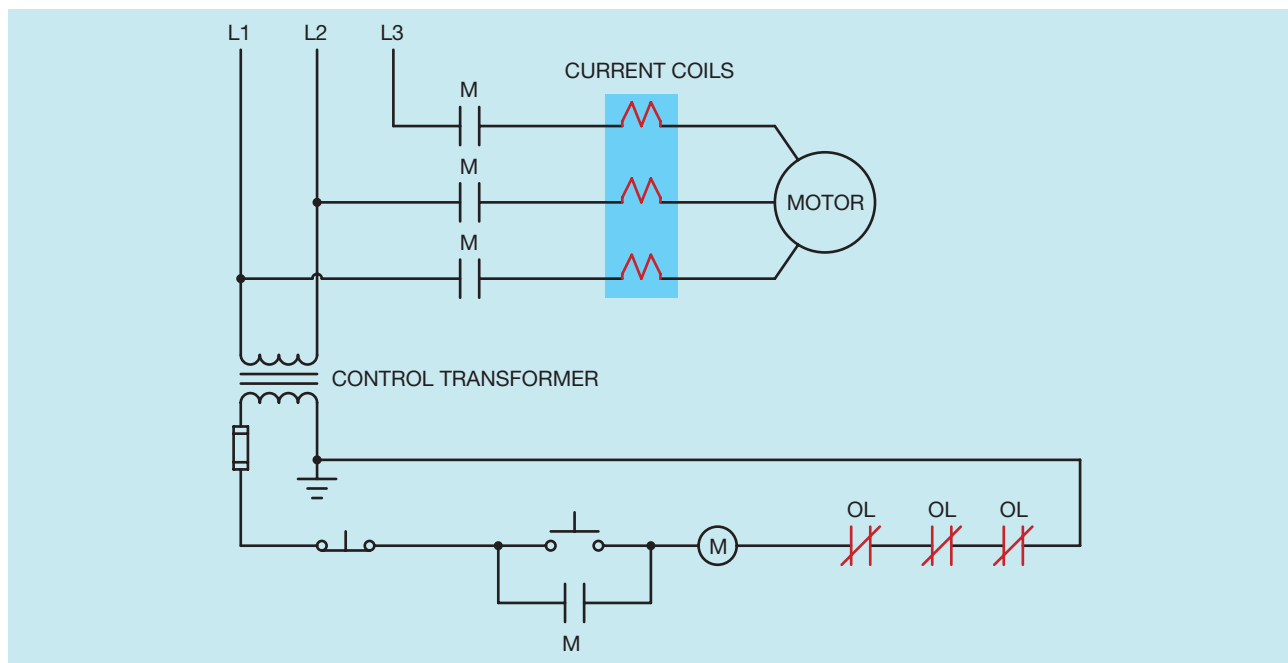 L1 L2 L3
CURRENT COILS
M
M
MOTOR
M
CONTROL TRANSFORMER
OL OL OL
M
M